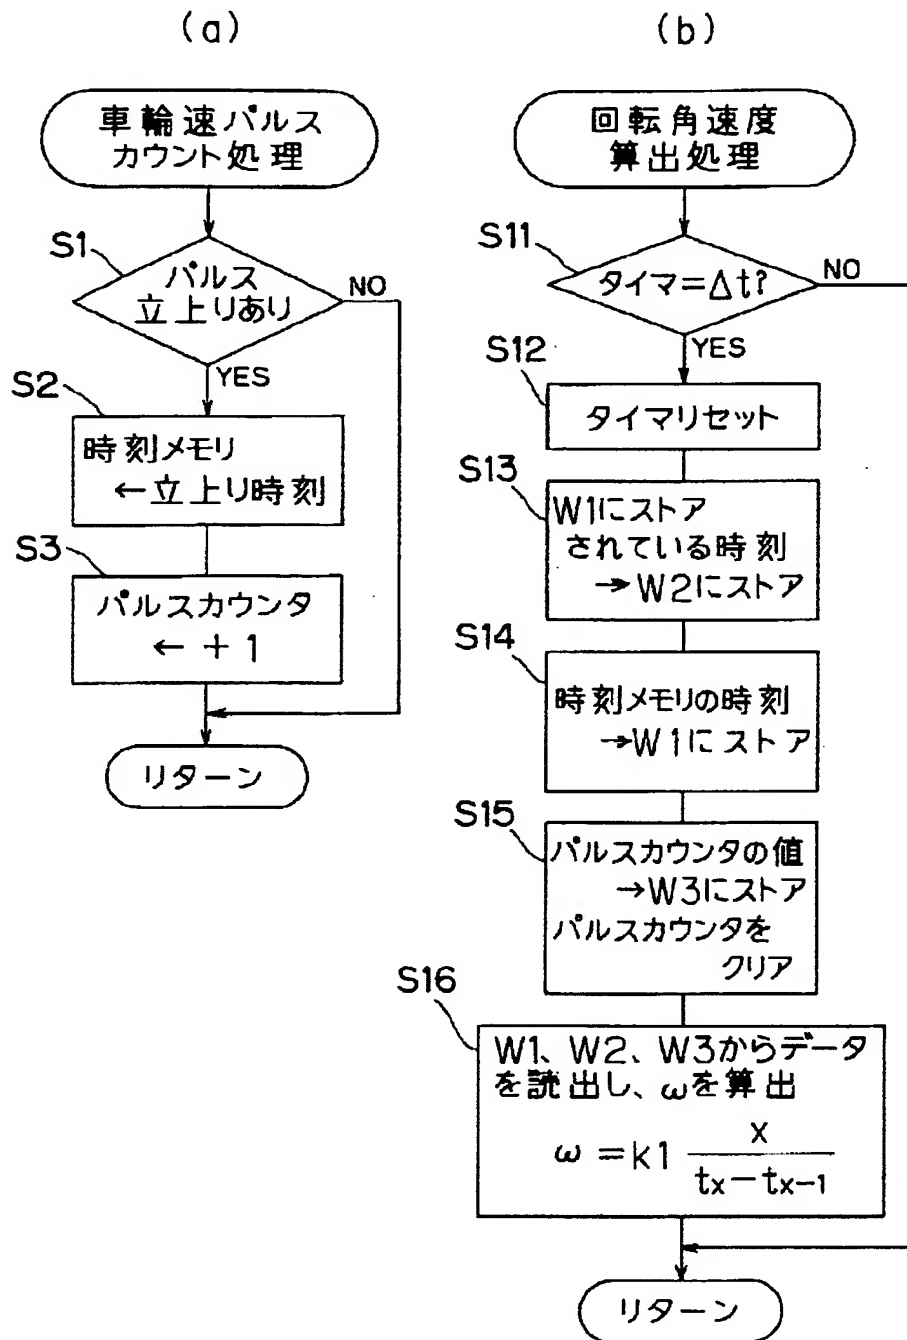 (a)
車輪速パルス
カウント処理
S1
パルス
立上りあり
NO
YES
S2
時刻メモリ
←立上り時刻
S3
パルスカウンタ
← +1
リターン
(b)
回転角速度
算出処理
S11
タイマ=Δt?
NO
YES
S12
タイマリセット
S13
W1にストア
されている時刻
→W2にストア
S14
時刻メモリの時刻
→W1にストア
S15
パルスカウンタの値
→W3にストア
パルスカウンタを
クリア
S16
W1、W2、W3からデータ
を読出し、ωを算出
ω=k1 x/(tx−tx−1)
リターン